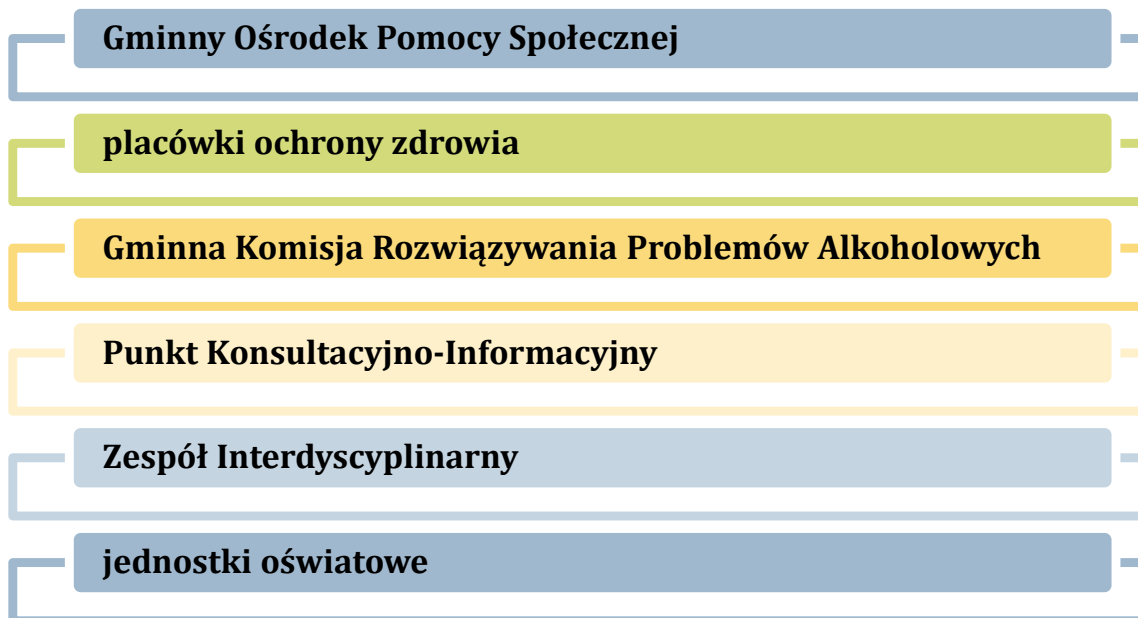 Gminny Ośrodek Pomocy Społecznej
placówki ochrony zdrowia
Gminna Komisja Rozwiązywania Problemów Alkoholowych
Punkt Konsultacyjno-Informacyjny
Zespół Interdyscyplinarny
jednostki oświatowe